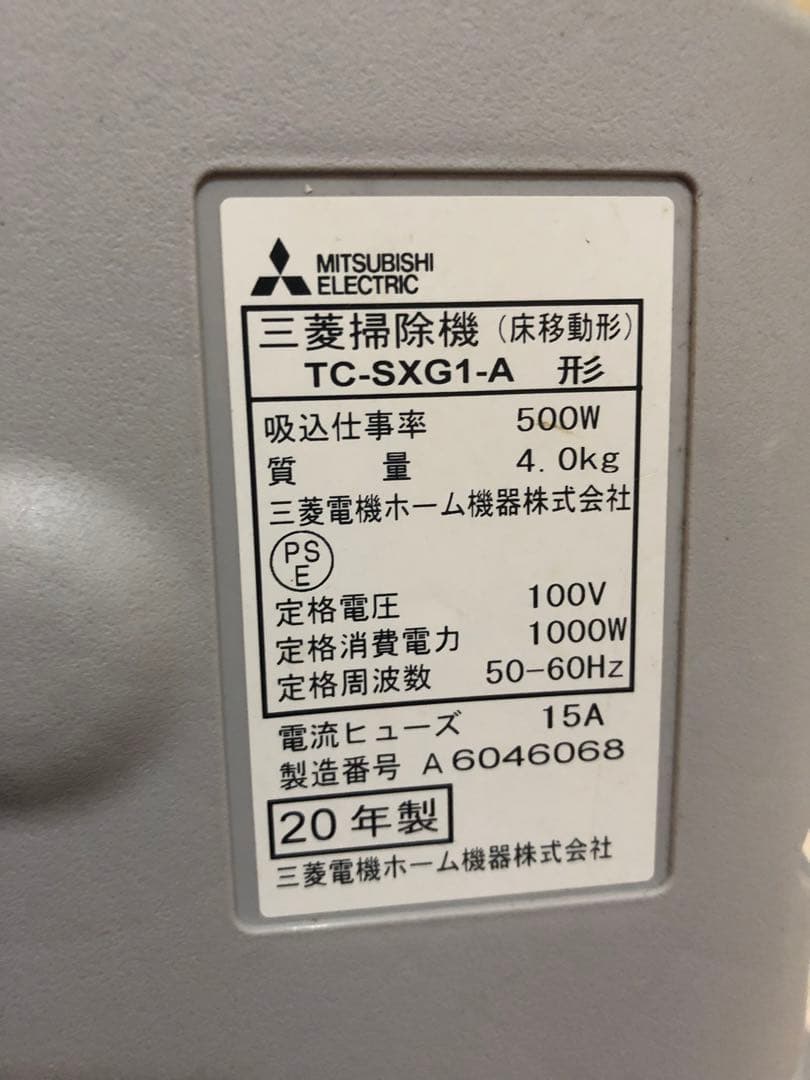 MITSUBISHI
ELECTRIC
三菱掃除機(床移動形)
TC-SXG1-A 形
吸込仕事率 500W
質量 4.0kg
三菱電機ホーム機器株式会社
PS
E
定格電圧 100V
定格消費電力 1000W
定格周波数 50-60Hz
電流ヒューズ 15A
製造番号 A6046068
20年製
三菱電機ホーム機器株式会社